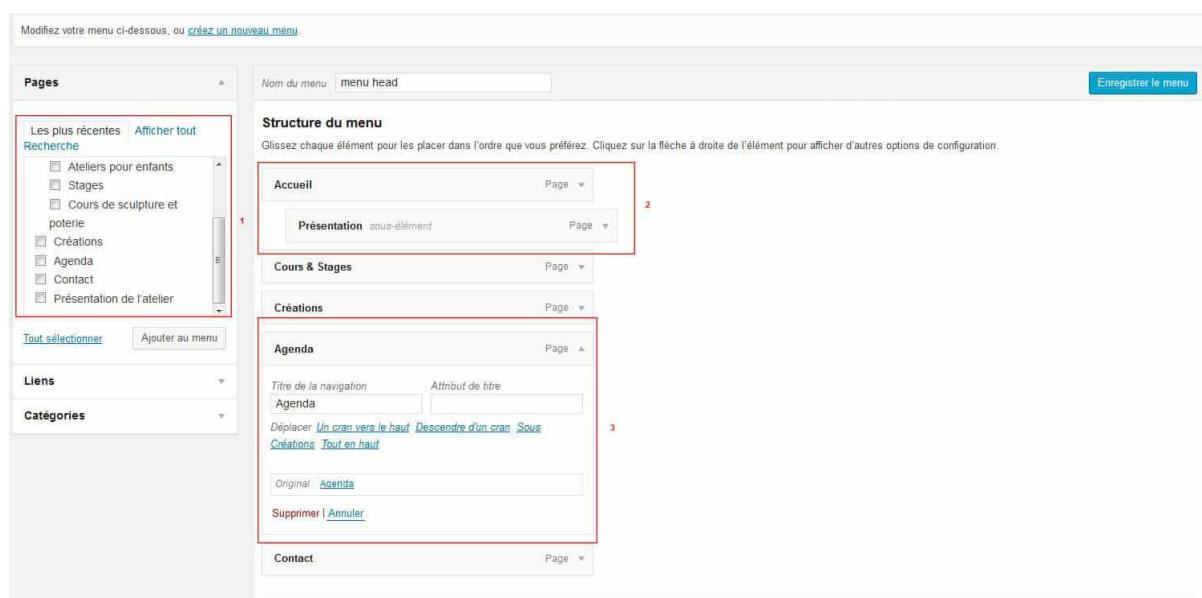 Modifiez votre menu ci-dessous, ou créez un nouveau menu.
Pages
Nom du menu menu head
Enregistrer le menu
Les plus récentes Afficher tout
Recherche
Ateliers pour enfants
Stages
Cours de sculpture et
poterie
Créations
Agenda
Contact
Présentation de l'atelier
1
Tout sélectionner Ajouter au menu
Liens
Catégories
Structure du menu
Glissez chaque élément pour les placer dans l'ordre que vous préférez. Cliquez sur la flèche à droite de l'élément pour afficher d'autres options de configuration.
Accueil Page
2
Présentation sous-élément Page
Cours & Stages Page
Créations Page
Agenda Page
Titre de la navigation Attribut de titre
Agenda
Déplacer Un cran vers le haut Descendre d'un cran Sous
3
Créations Tout en haut
Original : Agenda
Supprimer | Annuler
Contact Page